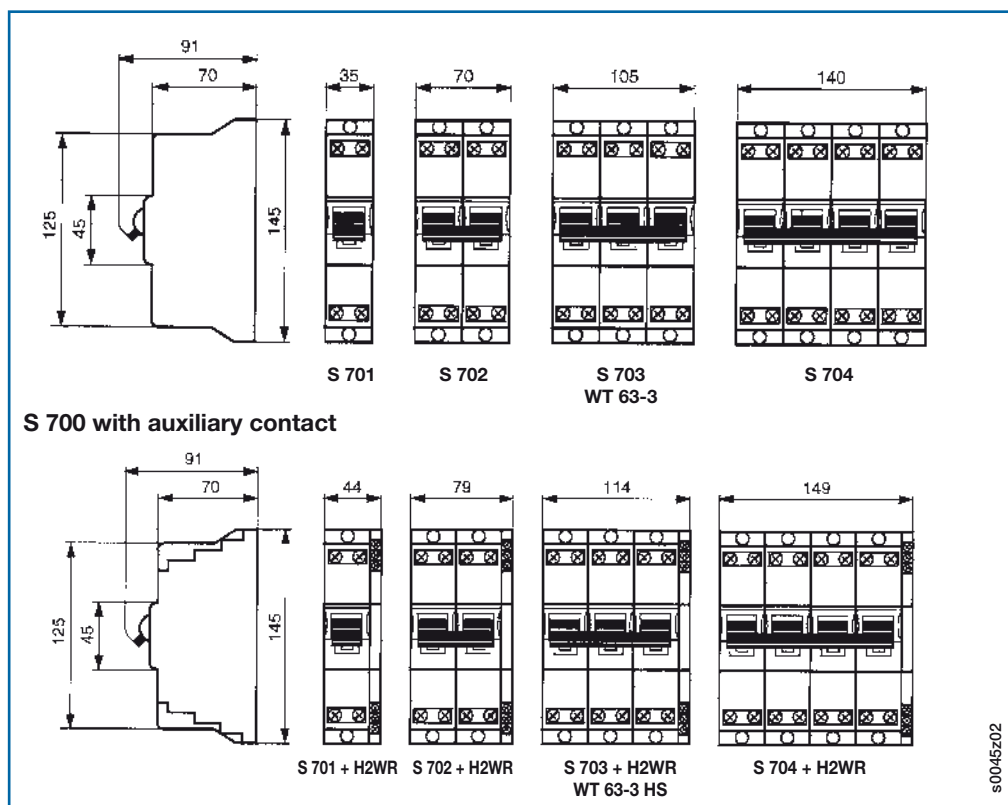 91
70
35
70
105
140
125
45
145
S 701
S 702
S 703
WT 63-3
S 704
S 700 with auxiliary contact
91
70
44
79
114
149
125
45
145
S 701 + H2WR
S 702 + H2WR
S 703 + H2WR
WT 63-3 HS
S 704 + H2WR
s0045z02